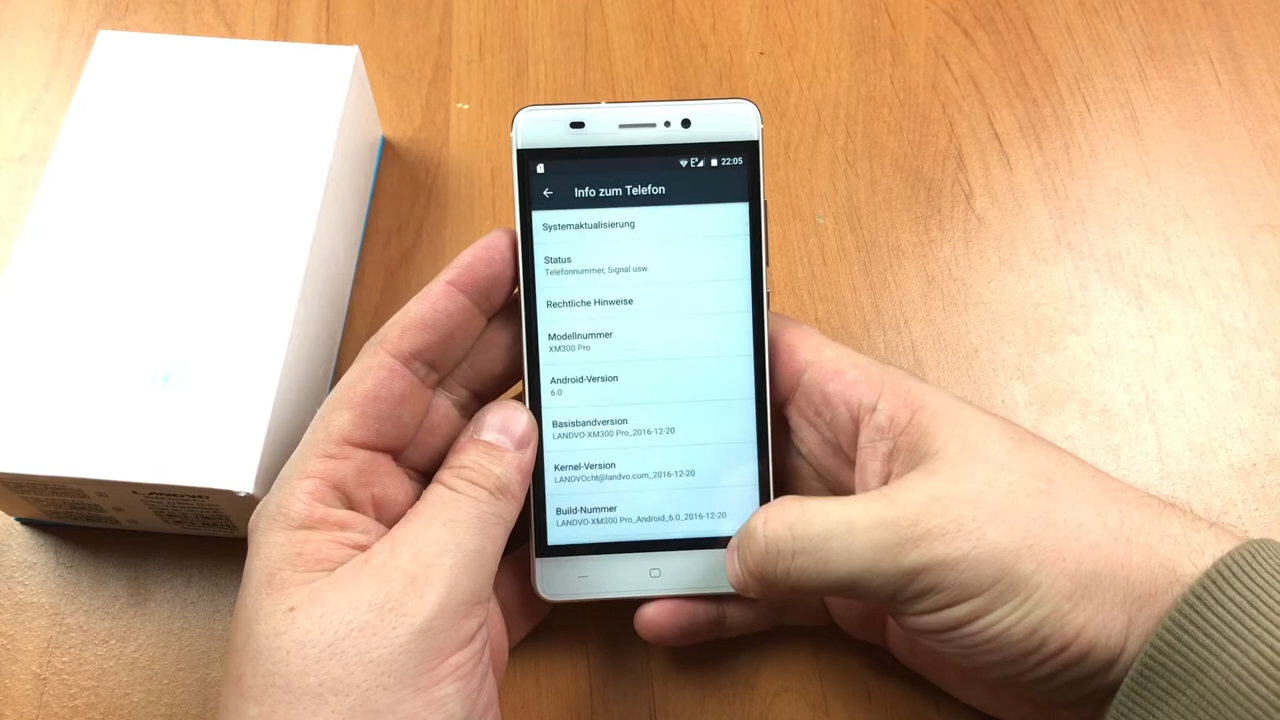 22:05
Info zum Telefon
Systemaktualisierung
Status
Telefonnummer, Signal usw.
Rechtliche Hinweise
Modellnummer
XM300 Pro
Android-Version
6.0
Basisbandversion
LANDVO-XM300 Pro_2016-12-20
Kernel-Version
LANDVOcht@landvo.com_2016-12-20
Build-Nummer
LANDVO-XM300 Pro_Android_6.0_2016-12-20
LANDVO